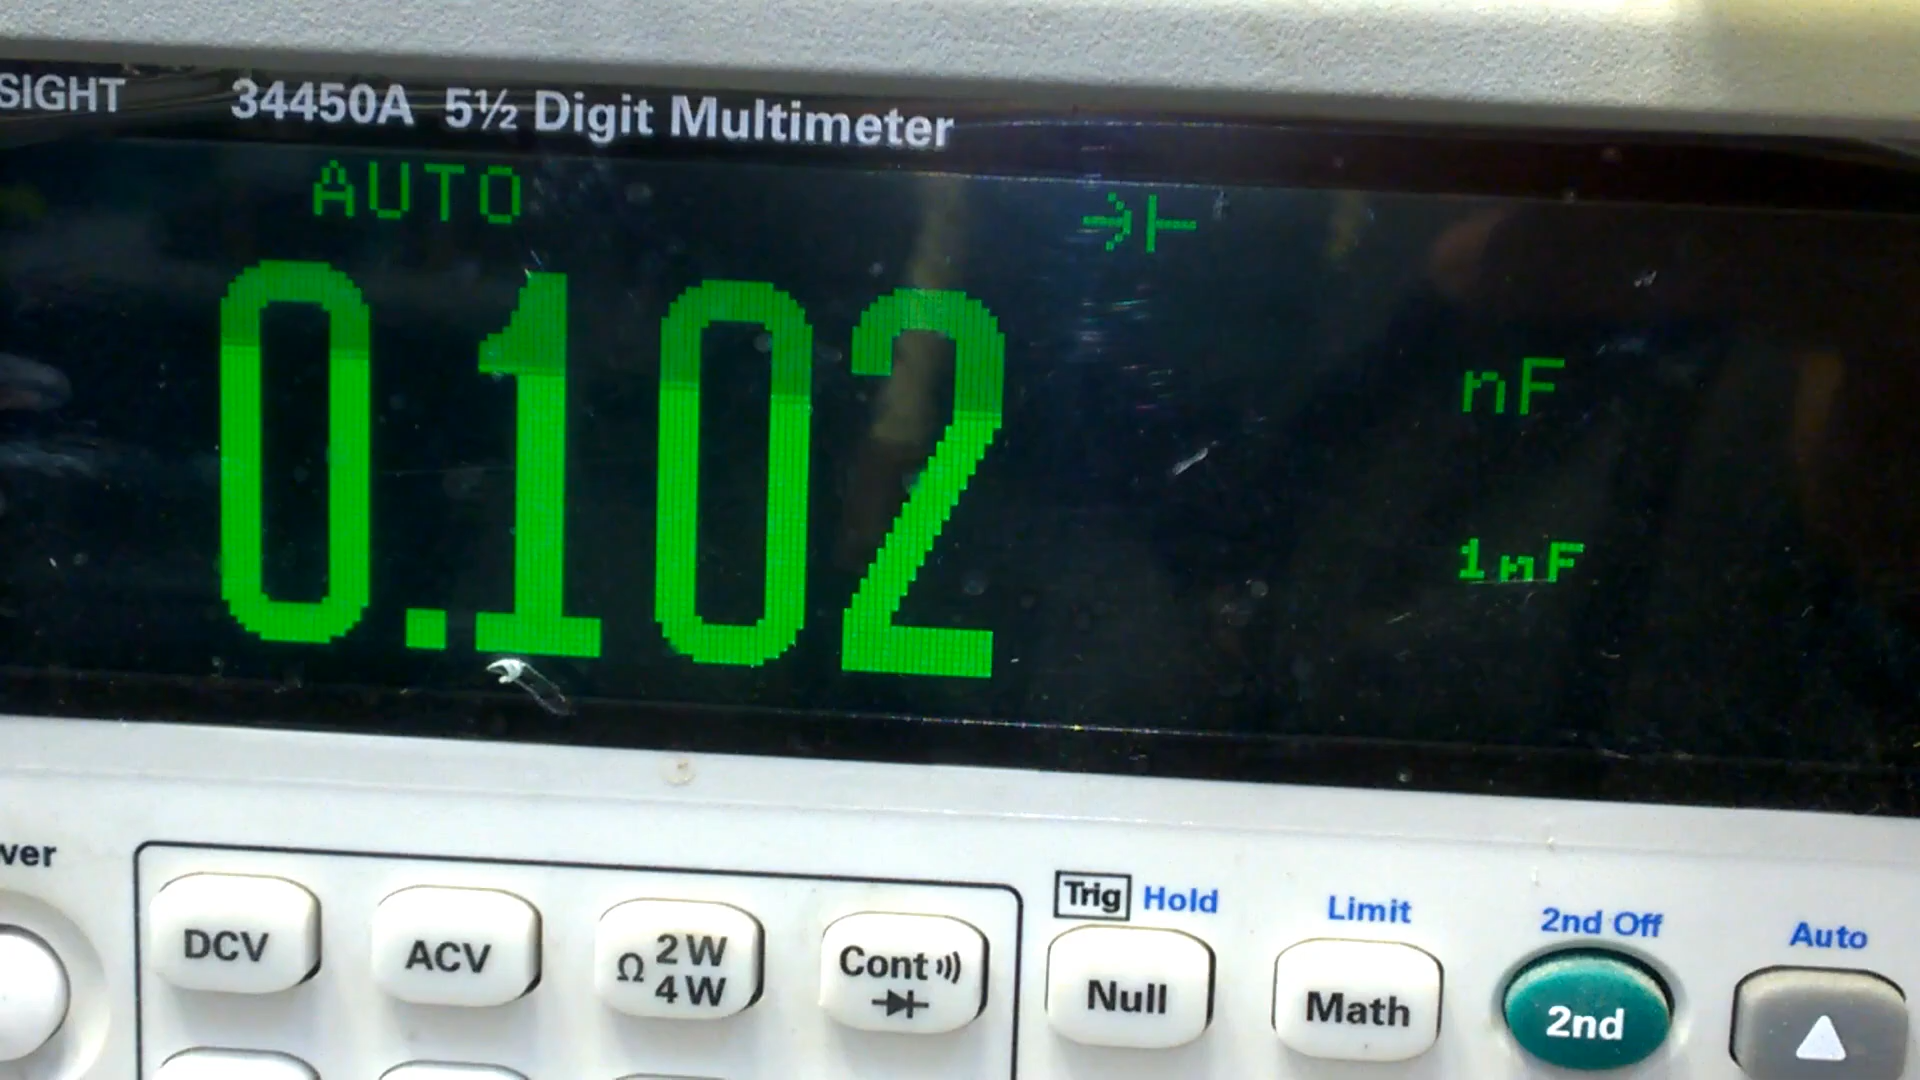 SIGHT 34450A 5½ Digit Multimeter
AUTO
0.102 nF
1nF
ver
Trig Hold Limit 2nd Off Auto
DCV ACV Ω 2W 4W Cont Null Math 2nd